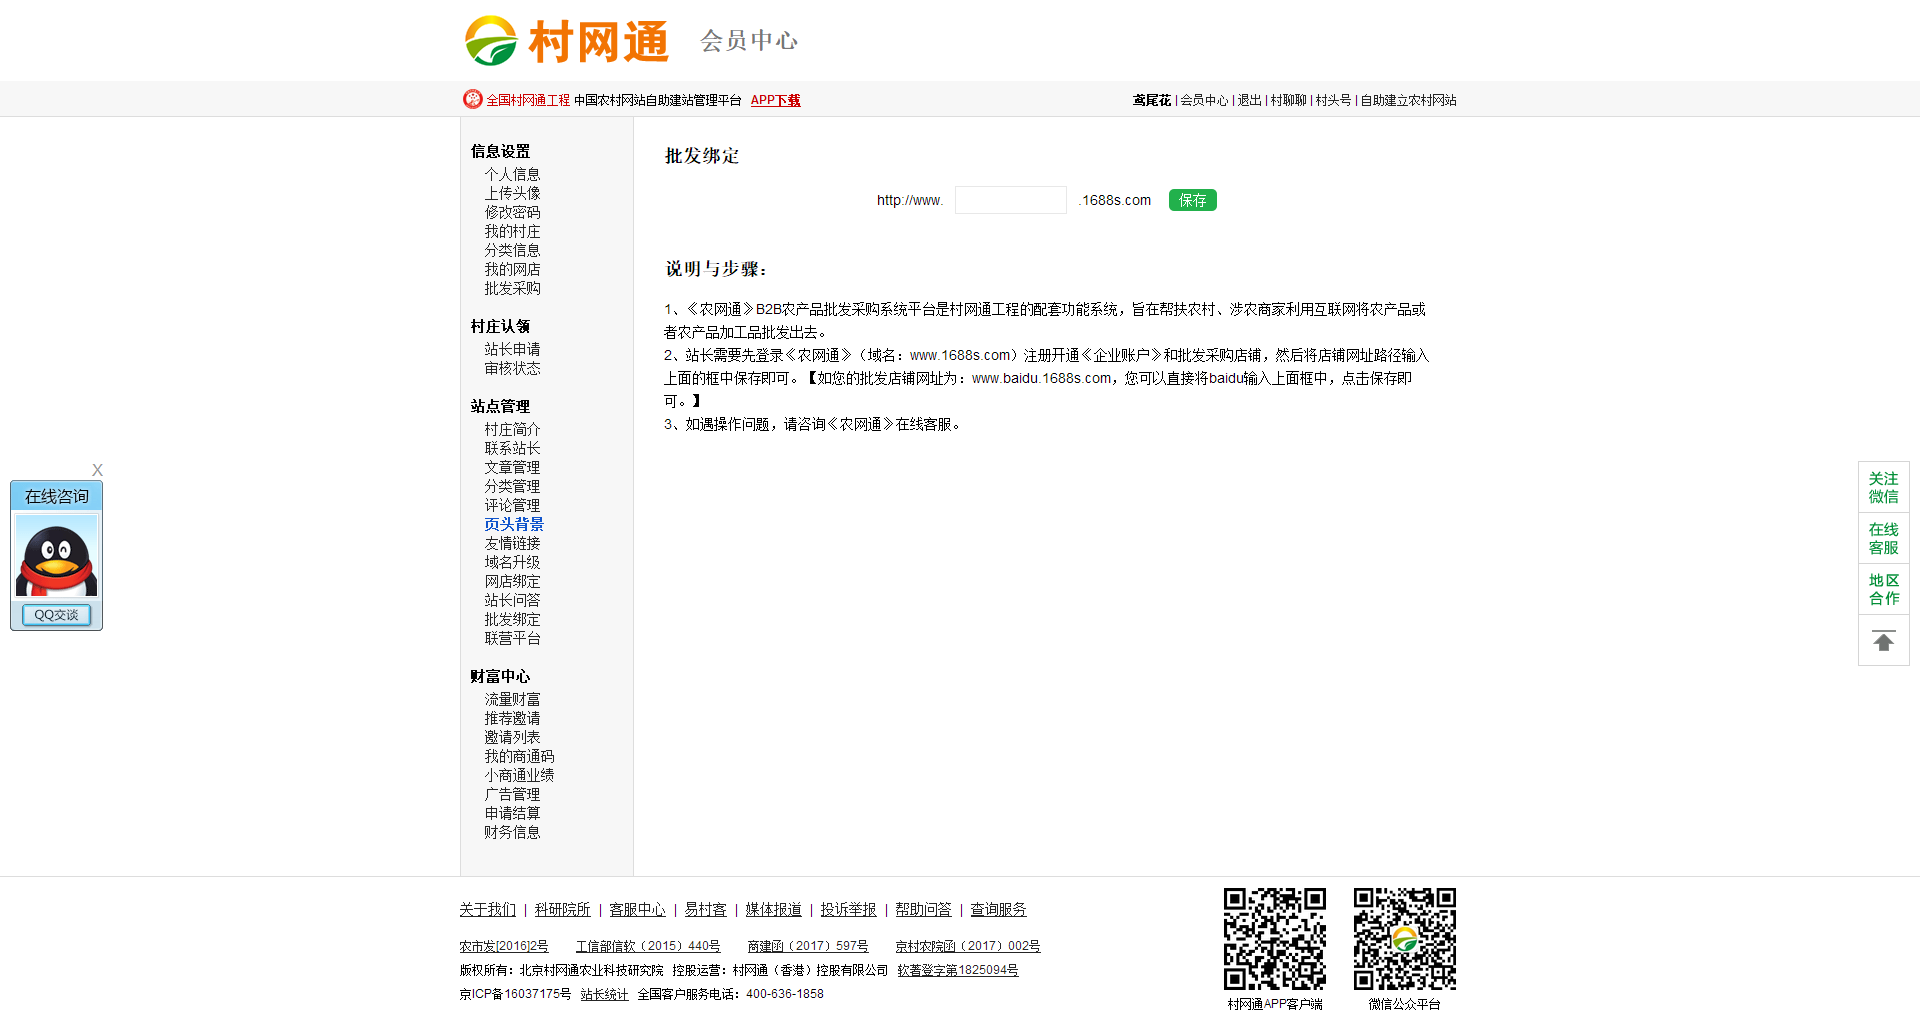 村网通 会员中心
全国村网通工程 中国农村网站自助建站管理平台 APP下载
鸢尾花 | 会员中心 | 退出 | 村聊聊 | 村头号 | 自助建立农村网站
信息设置
个人信息
上传头像
修改密码
我的村庄
分类信息
我的网店
批发采购
村庄认领
站长申请
审核状态
站点管理
村庄简介
联系站长
文章管理
分类管理
评论管理
页头背景
友情链接
域名升级
网店绑定
站长问答
批发绑定
联营平台
财富中心
流量财富
推荐邀请
邀请列表
我的商通码
小商通业绩
广告管理
申请结算
财务信息
批发绑定
http://www. .1688s.com 保存
说明与步骤：
1、《农网通》B2B农产品批发采购系统平台是村网通工程的配套功能系统，旨在帮扶农村、涉农商家利用互联网将农产品或
者农产品加工品批发出去。
2、站长需要先登录《农网通》（域名：www.1688s.com）注册开通《企业账户》和批发采购店铺，然后将店铺网址路径输入
上面的框中保存即可。【如您的批发店铺网址为：www.baidu.1688s.com，您可以直接将baidu输入上面框中，点击保存即
可。】
3、如遇操作问题，请咨询《农网通》在线客服。
X
在线咨询
QQ交谈
关注
微信
在线
客服
地区
合作
关于我们 | 科研院所 | 客服中心 | 易村客 | 媒体报道 | 投诉举报 | 帮助问答 | 查询服务
农市发[2016]2号 工信部信软（2015）440号 商建函（2017）597号 京村农院函（2017）002号
版权所有：北京村网通农业科技研究院 控股运营：村网通（香港）控股有限公司 软著登字第1825094号
京ICP备16037175号 站长统计 全国客户服务电话：400-636-1858
村网通APP客户端
微信公众平台